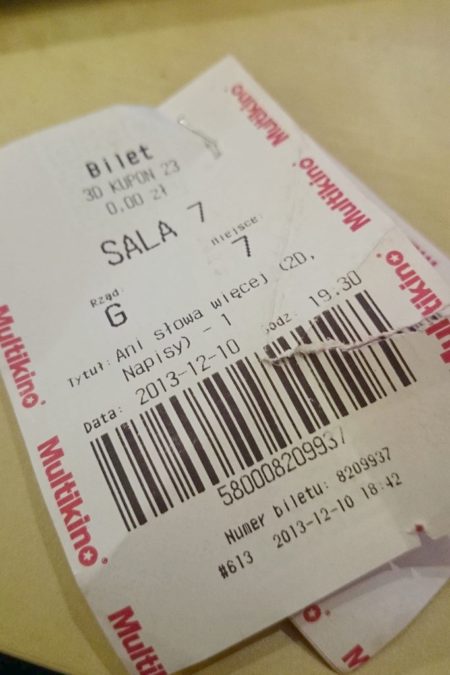 Bilet
3D KUPON 23
0,00 zł
SALA 7
Rząd: Miejsce:
G 7
Tytuł: Ani słowa więcej (2D,
Napisy) - 1
Data: 2013-12-10 Godz: 19:30
580008209937
Numer biletu: 8209937
#613 2013-12-10 18:42
Multikino
Multikino
Multikino
Multikino
Multikino
Multikino